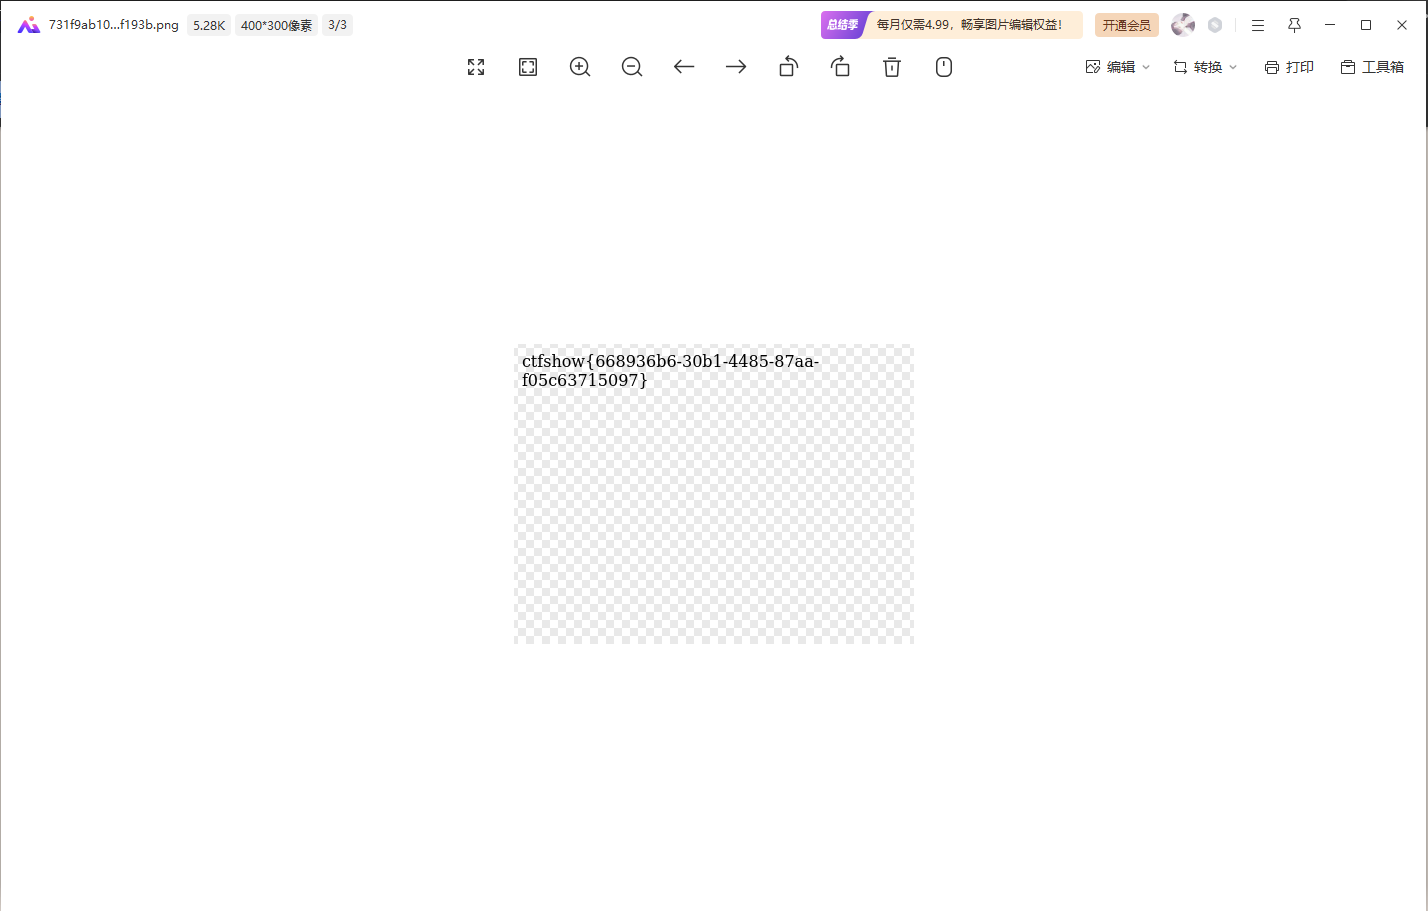 731f9ab10...f193b.png 5.28K 400*300像素 3/3 总结季 每月仅需4.99，畅享图片编辑权益！ 开通会员
编辑 转换 打印 工具箱
ctfshow{668936b6-30b1-4485-87aa-
f05c63715097}